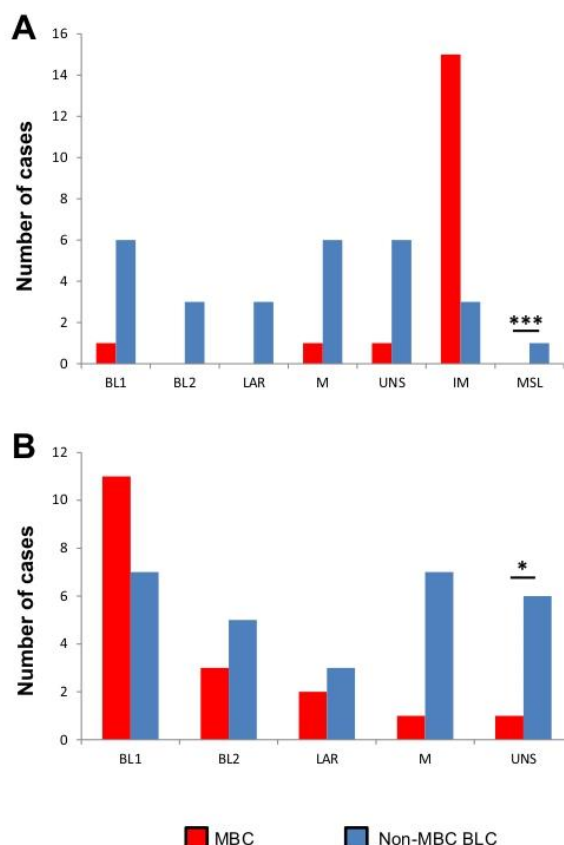 A
Number of cases
16
14
12
10
8
6
4
2
0
***
BL1 BL2 LAR M UNS IM MSL
B
Number of cases
12
10
8
6
4
2
0
*
BL1 BL2 LAR M UNS
MBC Non-MBC BLC